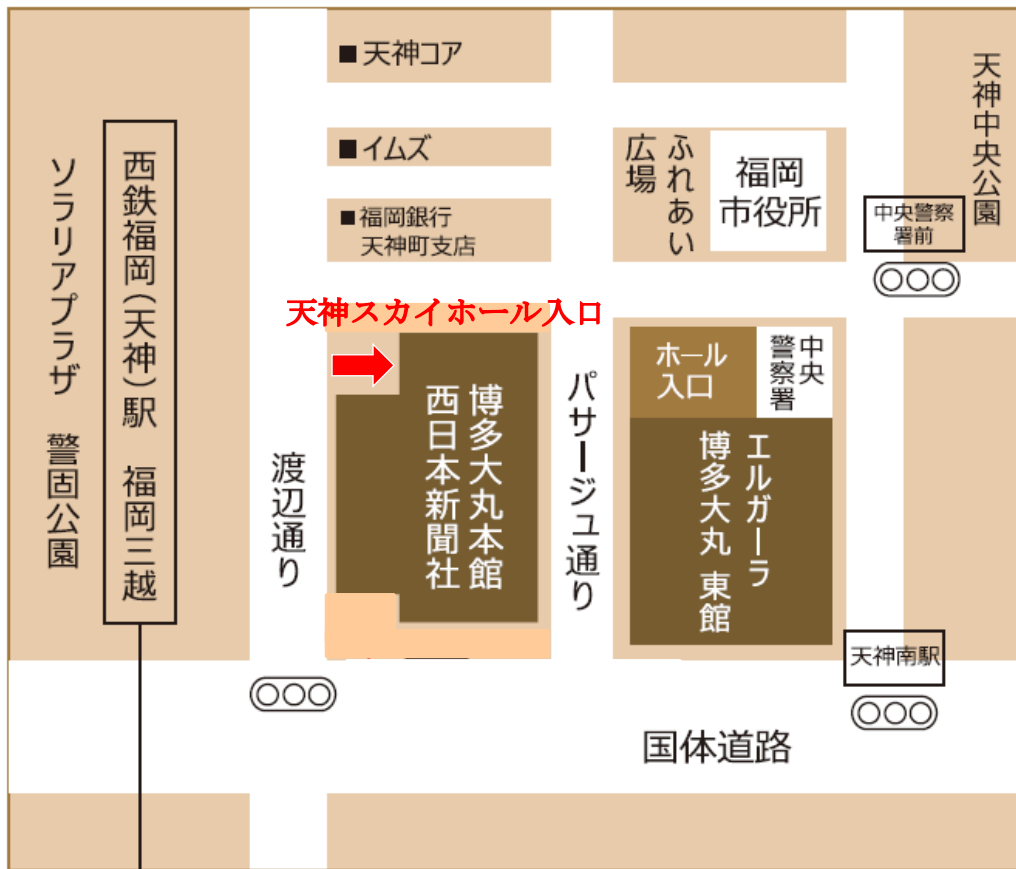 ■天神コア
■イムズ
■福岡銀行
天神町支店
ふれあい
広場
福岡
市役所
天神中央公園
中央警察
署前
ソラリアプラザ　警固公園
西鉄福岡(天神)駅　福岡三越
天神スカイホール入口
渡辺通り
博多大丸本館
西日本新聞社
パサージュ通り
ホール
入口
中央
警察署
エルガーラ
博多大丸 東館
天神南駅
国体道路